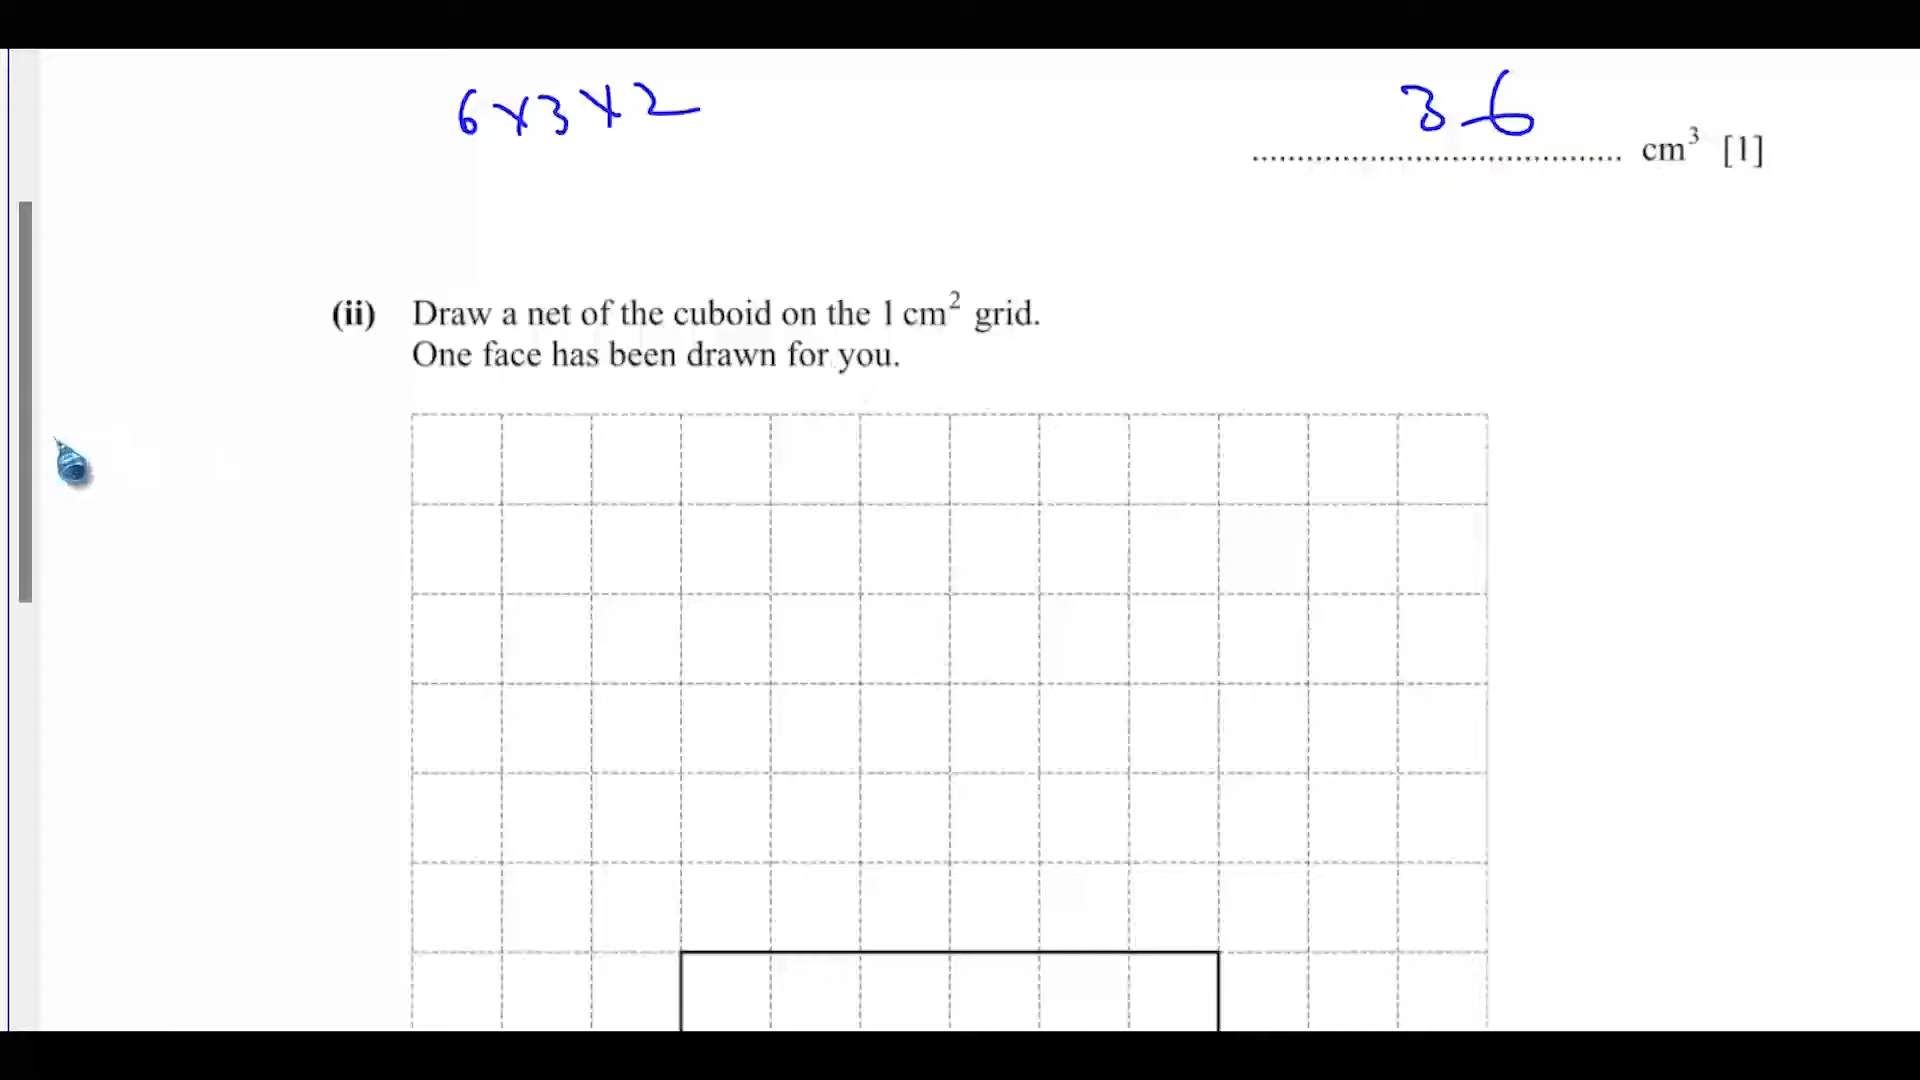 6 x 3 x 2
36
.................................... cm³ [1]
(ii) Draw a net of the cuboid on the 1 cm² grid.
One face has been drawn for you.